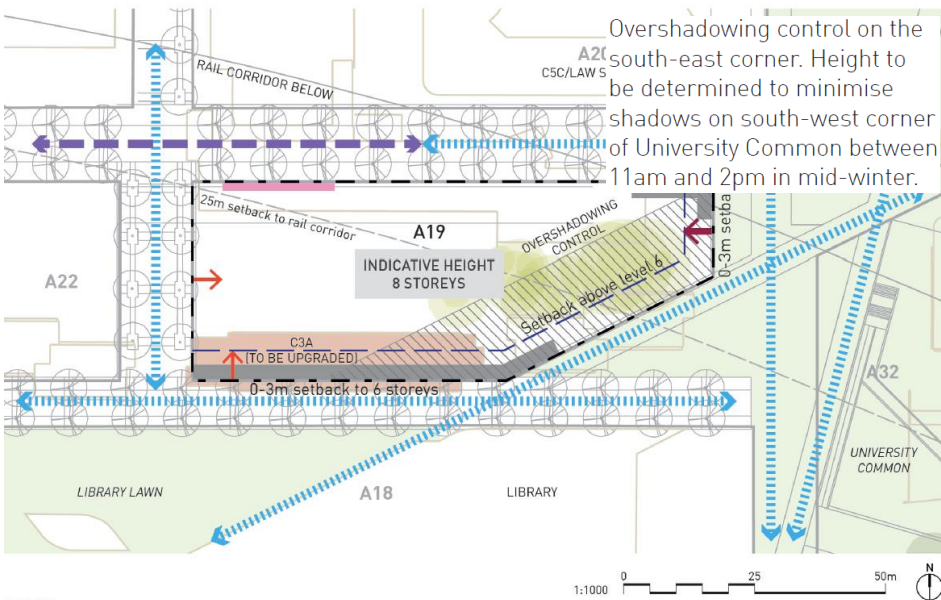 Overshadowing control on the
south-east corner. Height to
be determined to minimise
shadows on south-west corner
of University Common between
11am and 2pm in mid-winter.
A20
C5C/LAW S
RAIL CORRIDOR BELOW
25m setback to rail corridor
A19
OVERSHADOWING
CONTROL
0-3m setba
INDICATIVE HEIGHT
8 STOREYS
A22
Setback above level 6
C3A
(TO BE UPGRADED)
0-3m setback to 6 storeys
A32
UNIVERSITY
COMMON
LIBRARY LAWN
A18
LIBRARY
1:1000
0
25
50m
N